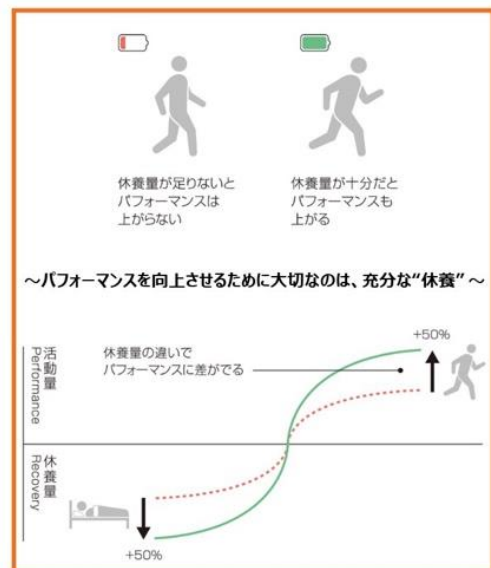 休養量が足りないと
パフォーマンスは
上がらない
休養量が十分だと
パフォーマンスも
上がる
～パフォーマンスを向上させるために大切なのは、充分な“休養”～
+50%
活動量
Performance
休養量の違いで
パフォーマンスに差がでる
休養量
Recovery
+50%